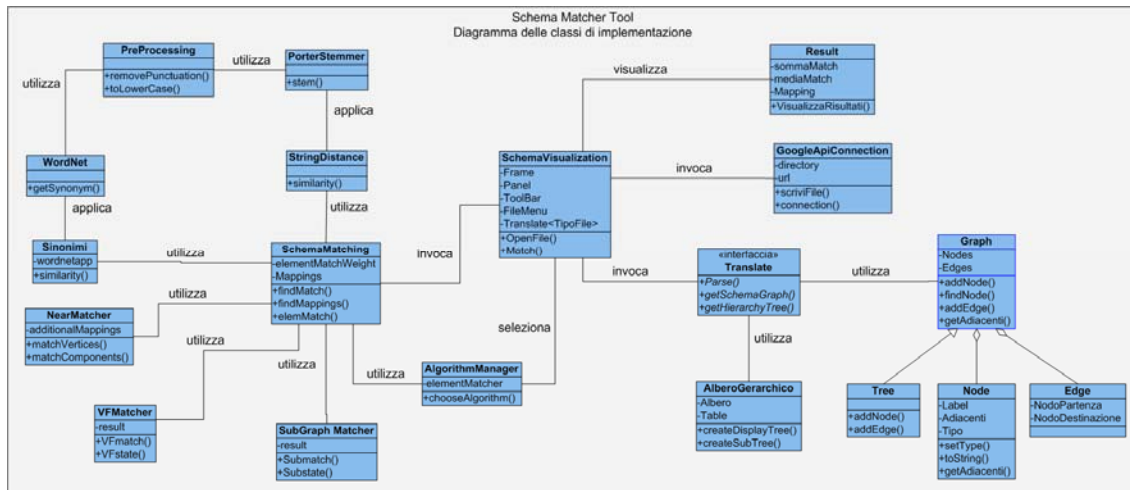 Schema Matcher Tool
Diagramma delle classi di implementazione
PreProcessing
+removePunctuation()
+toLowerCase()
utilizza
PorterStemmer
+stem()
utilizza
applica
WordNet
+getSynonym()
applica
StringDistance
+similarity()
utilizza
Sinonimi
-wordnetapp
+similarity()
utilizza
SchemaMatching
-elementMatchWeight
-Mappings
+findMatch()
+findMappings()
+elemMatch()
NearMatcher
-additionalMappings
+matchVertices()
+matchComponents()
utilizza
utilizza
VFMatcher
-result
+VFmatch()
+VFstate()
utilizza
SubGraph Matcher
-result
+Submatch()
+Substate()
utilizza
AlgorithmManager
-elementMatcher
+chooseAlgorithm()
seleziona
invoca
SchemaVisualization
-Frame
-Panel
-ToolBar
-FileMenu
-Translate<TipoFile>
+OpenFile()
+Match()
visualizza
Result
-sommaMatch
-mediaMatch
-Mapping
+VisualizzaRisultati()
invoca
GoogleApiConnection
-directory
-url
+scriviFile()
+connection()
invoca
«interfaccia»
Translate
+Parse()
+getSchemaGraph()
+getHierarchyTree()
utilizza
utilizza
AlberoGerarchico
-Albero
-Table
+createDisplayTree()
+createSubTree()
Graph
-Nodes
-Edges
+addNode()
+findNode()
+addEdge()
+getAdiacenti()
Tree
+addNode()
+addEdge()
Node
-Label
-Adiacenti
-Tipo
+setType()
+toString()
+getAdiacenti()
Edge
-NodoPartenza
-NodoDestinazione